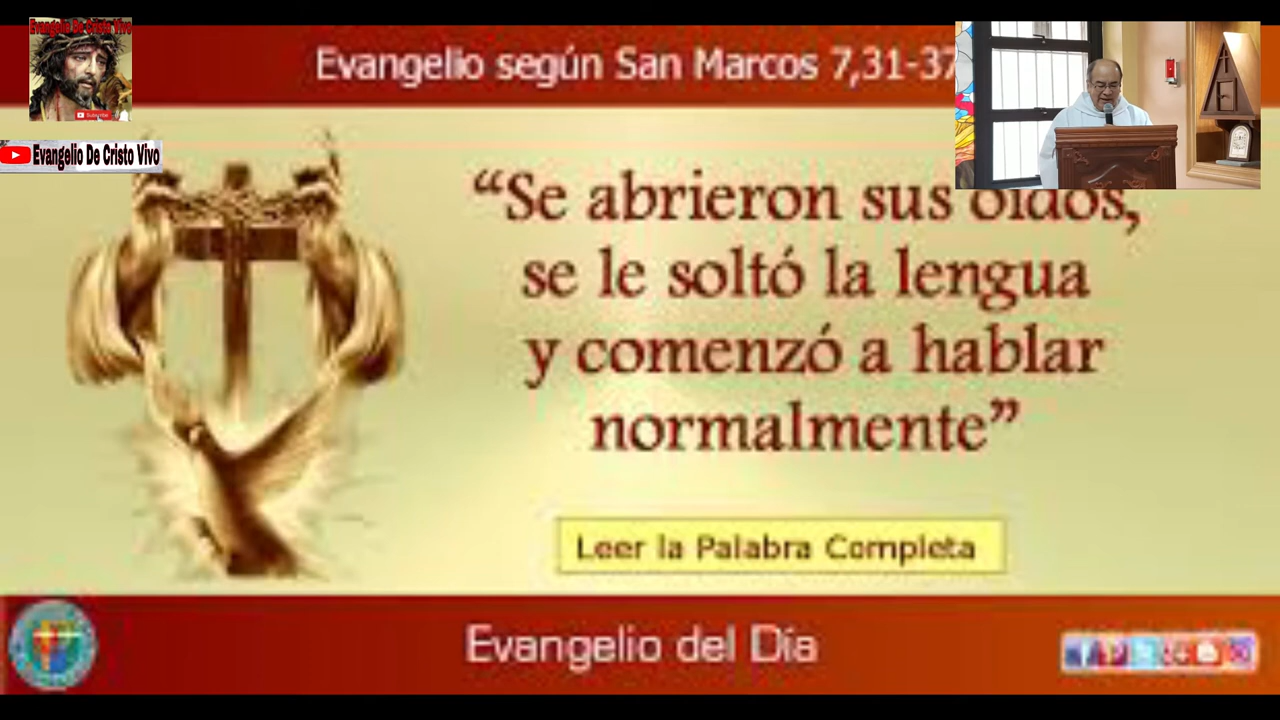 Evangelio De Cristo Vivo
Subscribe
Evangelio De Cristo Vivo
Evangelio según San Marcos 7,31-37
“Se abrieron sus oídos,
se le soltó la lengua
y comenzó a hablar
normalmente”
Leer la Palabra Completa
Evangelio del Día